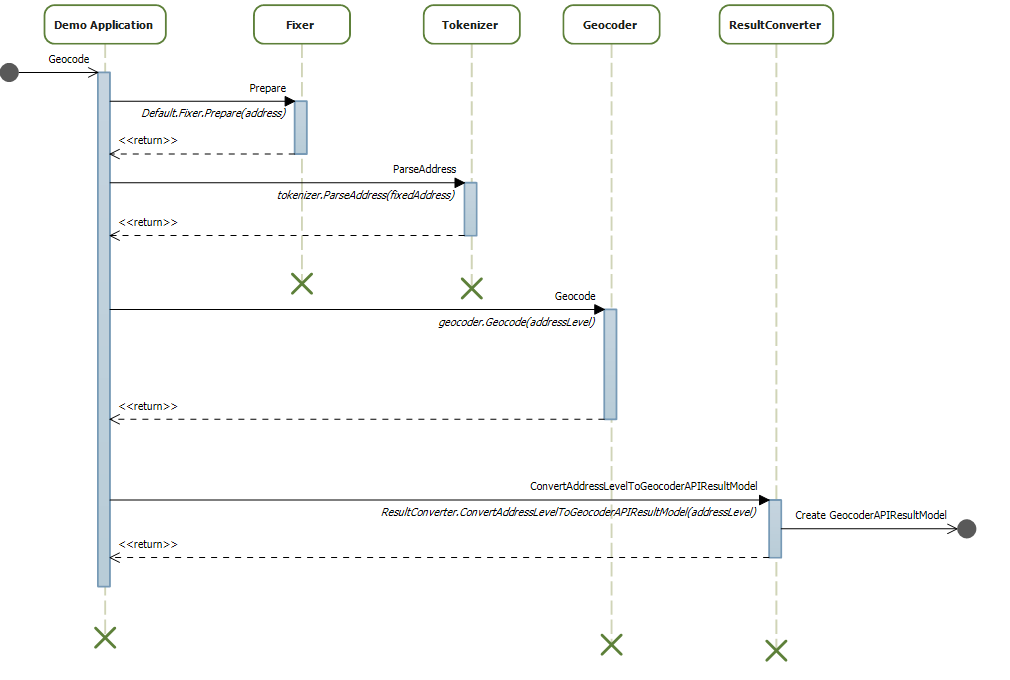 Demo Application
Fixer
Tokenizer
Geocoder
ResultConverter
Geocode
Prepare
Default.Fixer.Prepare(address)
<<return>>
ParseAddress
tokenizer.ParseAddress(fixedAddress)
<<return>>
Geocode
geocoder.Geocode(addressLevel)
<<return>>
ConvertAddressLevelToGeocoderAPIResultModel
ResultConverter.ConvertAddressLevelToGeocoderAPIResultModel(addressLevel)
Create GeocoderAPIResultModel
<<return>>